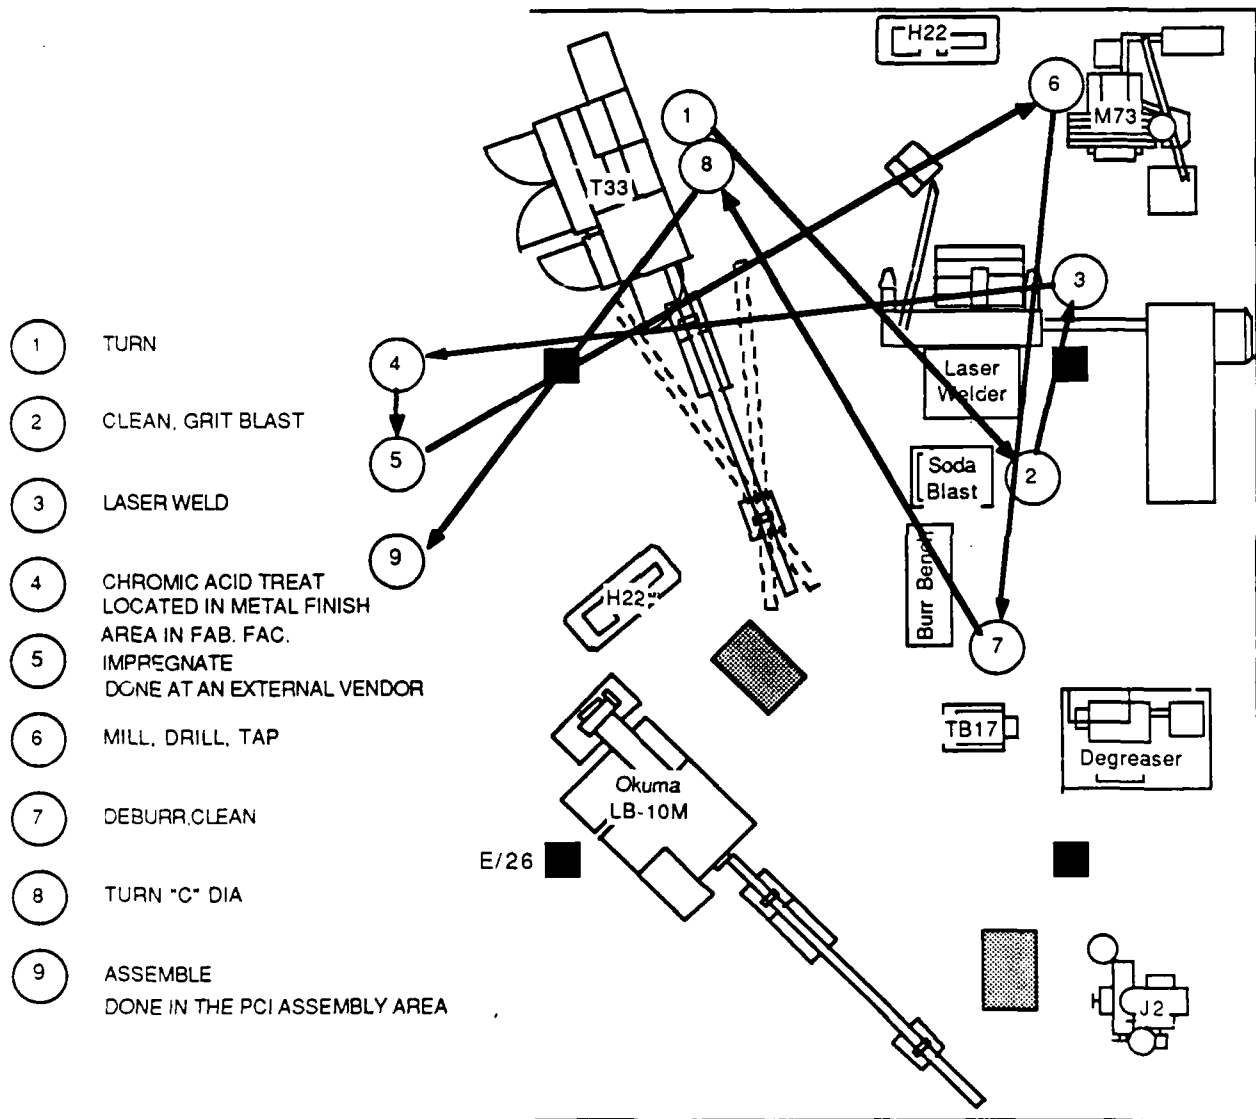 1 TURN
2 CLEAN, GRIT BLAST
3 LASER WELD
4 CHROMIC ACID TREAT
LOCATED IN METAL FINISH
AREA IN FAB. FAC.
5 IMPREGNATE
DONE AT AN EXTERNAL VENDOR
6 MILL, DRILL, TAP
7 DEBURR,CLEAN
8 TURN "C" DIA
9 ASSEMBLE
DONE IN THE PCI ASSEMBLY AREA
H22
6
M73
1
8
T33
3
4
Laser
Welder
5
Soda
Blast
2
9
Burr Bench
H22
7
TB17
Degreaser
Okuma
LB-10M
E/26
J2